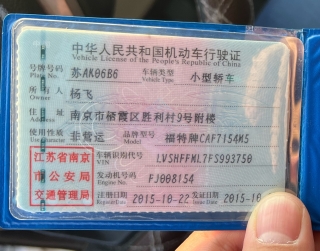 中华人民共和国机动车行驶证
Vehicle License of the People's Republic of China
号牌号码 苏AK06B6 车辆类型 小型轿车
Plate No. Vehicle Type
所有人 杨飞
Owner
住址 南京市栖霞区胜利村9号附楼
Address
使用性质 非营运 品牌型号 福特牌CAF7154M5
江苏省南京 车辆识别代号 LVSHFFML7FS993750
VIN
市公安局 发动机号码 FJ008154
Engine No.
交通管理局 注册日期 2015-10-22 发证日期 2015-10
Register Date Issue Date